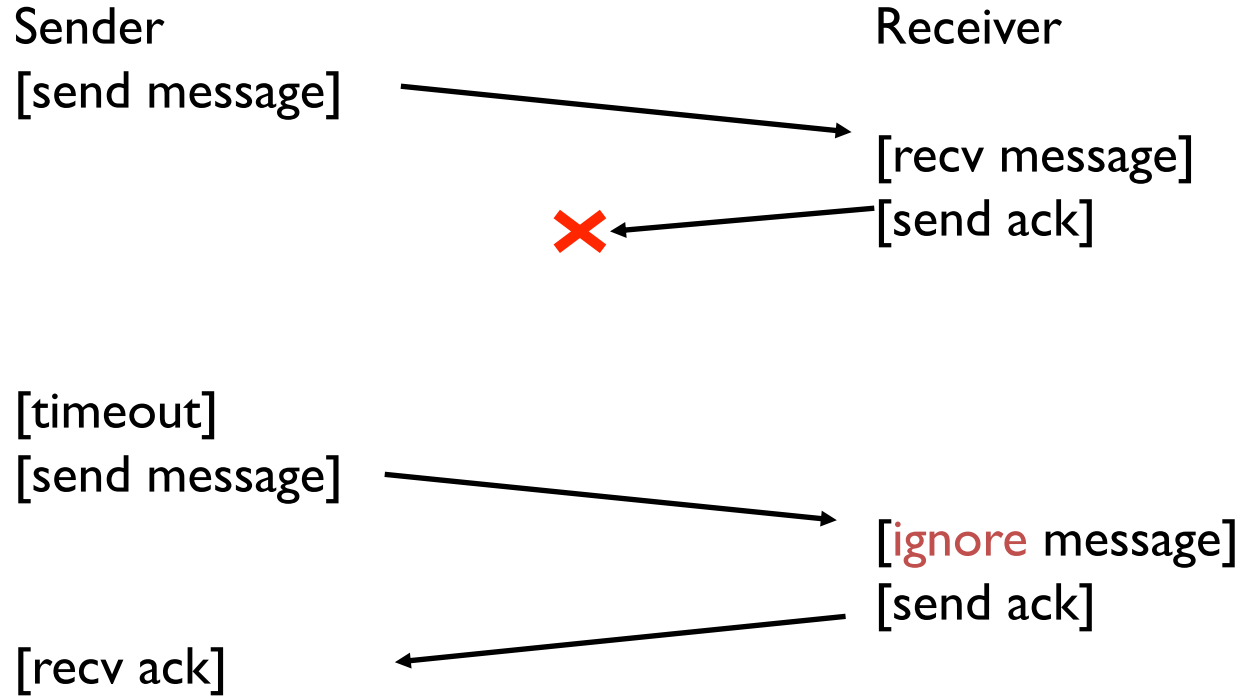 Sender
Receiver
[send message]
[recv message]
[send ack]
[timeout]
[send message]
[ignore message]
[send ack]
[recv ack]